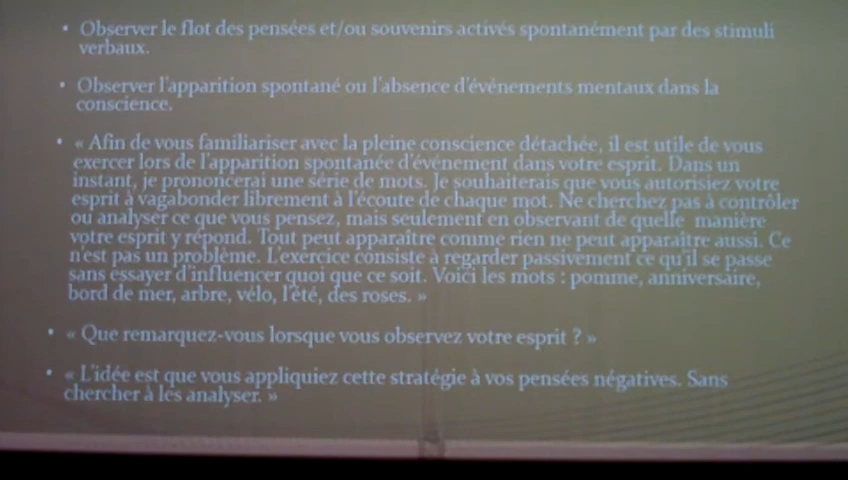 • Observer le flot des pensées et/ou souvenirs activés spontanément par des stimuli
verbaux.
• Observer l'apparition spontané ou l'absence d'événements mentaux dans la
conscience.
• « Afin de vous familiariser avec la pleine conscience détachée, il est utile de vous
exercer lors de l'apparition spontanée d'événement dans votre esprit. Dans un
instant, je prononcerai une série de mots. Je souhaiterais que vous autorisiez votre
esprit à vagabonder librement à l'écoute de chaque mot. Ne cherchez pas à contrôler
ou analyser ce que vous pensez, mais seulement en observant de quelle manière
votre esprit y répond. Tout peut apparaître comme rien ne peut apparaître aussi. Ce
n'est pas un problème. L'exercice consiste à regarder passivement ce qu'il se passe
sans essayer d'influencer quoi que ce soit. Voici les mots : pomme, anniversaire,
bord de mer, arbre, vélo, l'été, des roses. »
• « Que remarquez-vous lorsque vous observez votre esprit ? »
• « L'idée est que vous appliquiez cette stratégie à vos pensées négatives. Sans
chercher à les analyser. »